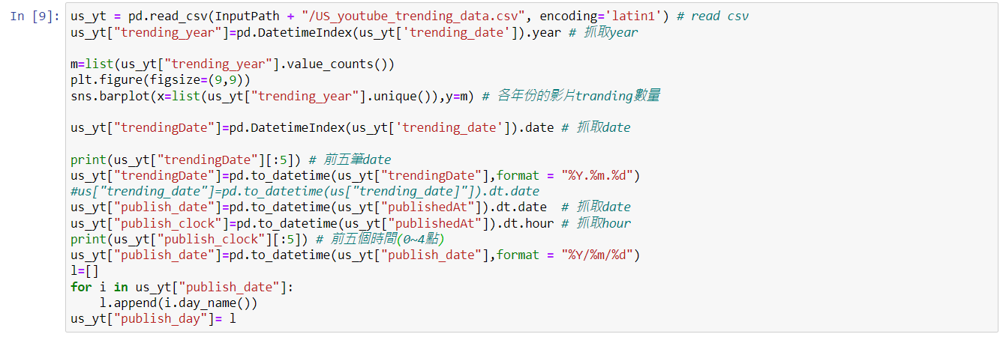 In [9]: us_yt = pd.read_csv(InputPath + "/US_youtube_trending_data.csv", encoding='latin1') # read csv
us_yt["trending_year"]=pd.DatetimeIndex(us_yt['trending_date']).year # 抓取year
m=list(us_yt["trending_year"].value_counts())
plt.figure(figsize=(9,9))
sns.barplot(x=list(us_yt["trending_year"].unique()),y=m) # 各年份的影片tranding數量
us_yt["trendingDate"]=pd.DatetimeIndex(us_yt['trending_date']).date # 抓取date
print(us_yt["trendingDate"][:5]) # 前五筆date
us_yt["trendingDate"]=pd.to_datetime(us_yt["trendingDate"],format = "%Y.%m.%d")
#us["trending_date"]=pd.to_datetime(us["trending_date]"]).dt.date
us_yt["publish_date"]=pd.to_datetime(us_yt["publishedAt"]).dt.date  # 抓取date
us_yt["publish_clock"]=pd.to_datetime(us_yt["publishedAt"]).dt.hour # 抓取hour
print(us_yt["publish_clock"][:5]) # 前五個時間(0~4點)
us_yt["publish_date"]=pd.to_datetime(us_yt["publish_date"],format = "%Y/%m/%d")
l=[]
for i in us_yt["publish_date"]:
    l.append(i.day_name())
us_yt["publish_day"]= l